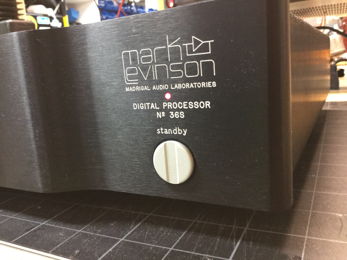 mark
levinson
MADRIGAL AUDIO LABORATORIES
DIGITAL PROCESSOR
Nº 36S
standby